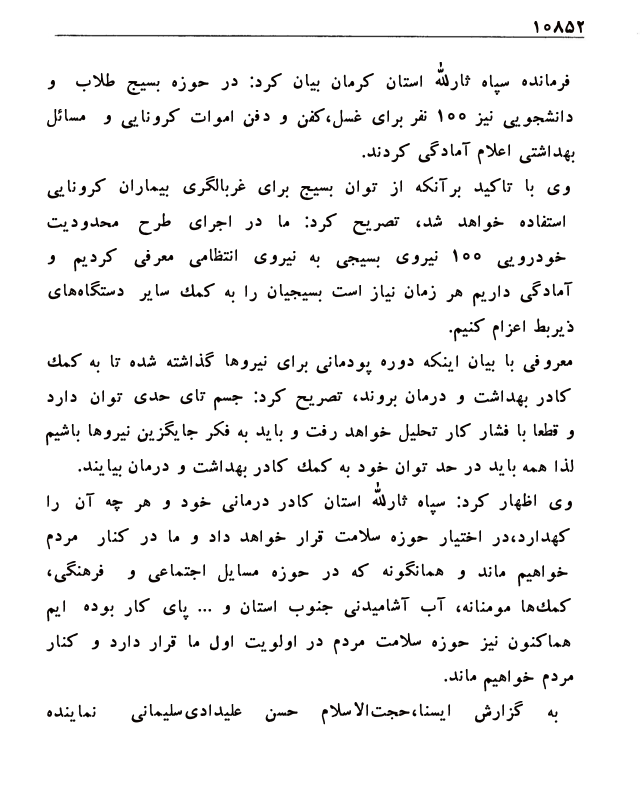 ۱۰۸۵۲
فرمانده سپاه ثارالله استان کرمان بیان کرد: در حوزه بسیج طلاب و
دانشجویی نیز ۱۰۰ نفر برای غسل،کفن و دفن اموات کرونایی و مسائل
بهداشتی اعلام آمادگی کردند.
وی با تاکید برآنکه از توان بسیج برای غربالگری بیماران کرونایی
استفاده خواهد شد، تصریح کرد: ما در اجرای طرح محدودیت
خودرویی ۱۰۰ نیروی بسیجی به نیروی انتظامی معرفی کردیم و
آمادگی داریم هر زمان نیاز است بسیجیان را به کمک سایر دستگاه‌های
ذیربط اعزام کنیم.
معروفی با بیان اینکه دوره پودمانی برای نیروها گذاشته شده تا به کمک
کادر بهداشت و درمان بروند، تصریح کرد: جسم تای حدی توان دارد
و قطعا با فشار کار تحلیل خواهد رفت و باید به فکر جایگزین نیروها باشیم
لذا همه باید در حد توان خود به کمک کادر بهداشت و درمان بیایند.
وی اظهار کرد: سپاه ثارالله استان کادر درمانی خود و هر چه آن را
کهدارد،در اختیار حوزه سلامت قرار خواهد داد و ما در کنار مردم
خواهیم ماند و همانگونه که در حوزه مسایل اجتماعی و فرهنگی،
کمک‌ها مومنانه، آب آشامیدنی جنوب استان و ... پای کار بوده ایم
هم‌اکنون نیز حوزه سلامت مردم در اولویت اول ما قرار دارد و کنار
مردم خواهیم ماند.
به گزارش ایسنا،حجت‌الاسلام حسن علیدادی‌سلیمانی نماینده